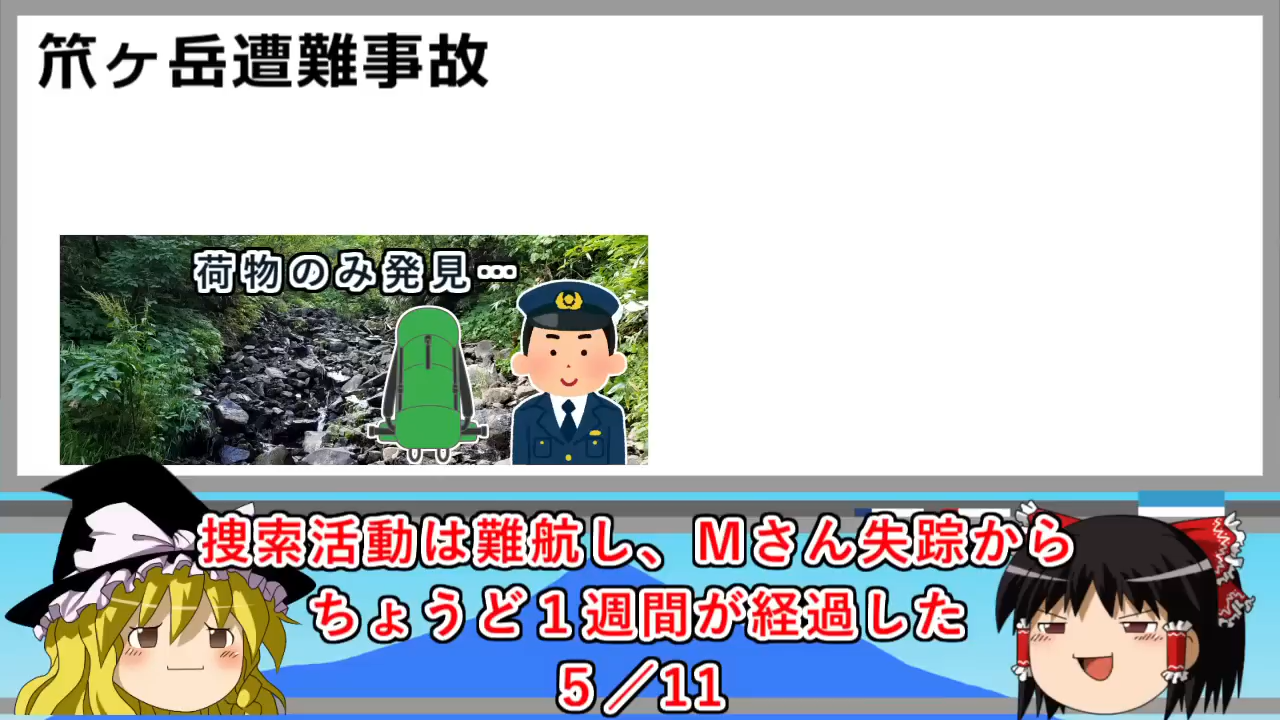 笊ヶ岳遭難事故
荷物のみ発見…
捜索活動は難航し、Мさん失踪から
ちょうど1週間が経過した
5／11